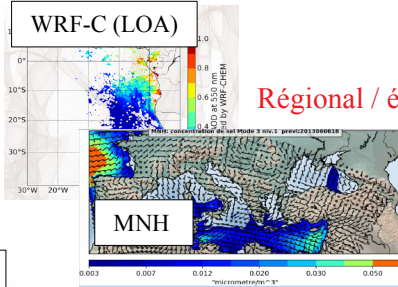 WRF-C (LOA)
1.0
0.8
0.6
0.4
AOD at 550 nm
ed by WRF-CHEM
0°
10°S
20°S
30°S
30°W 20°W
Régional / é
MNH: concentration de sel Mode 3 niv.1 previ:2013060618
MNH
0.003 0.007 0.012 0.020 0.030 0.050
"micrometre/m^3"